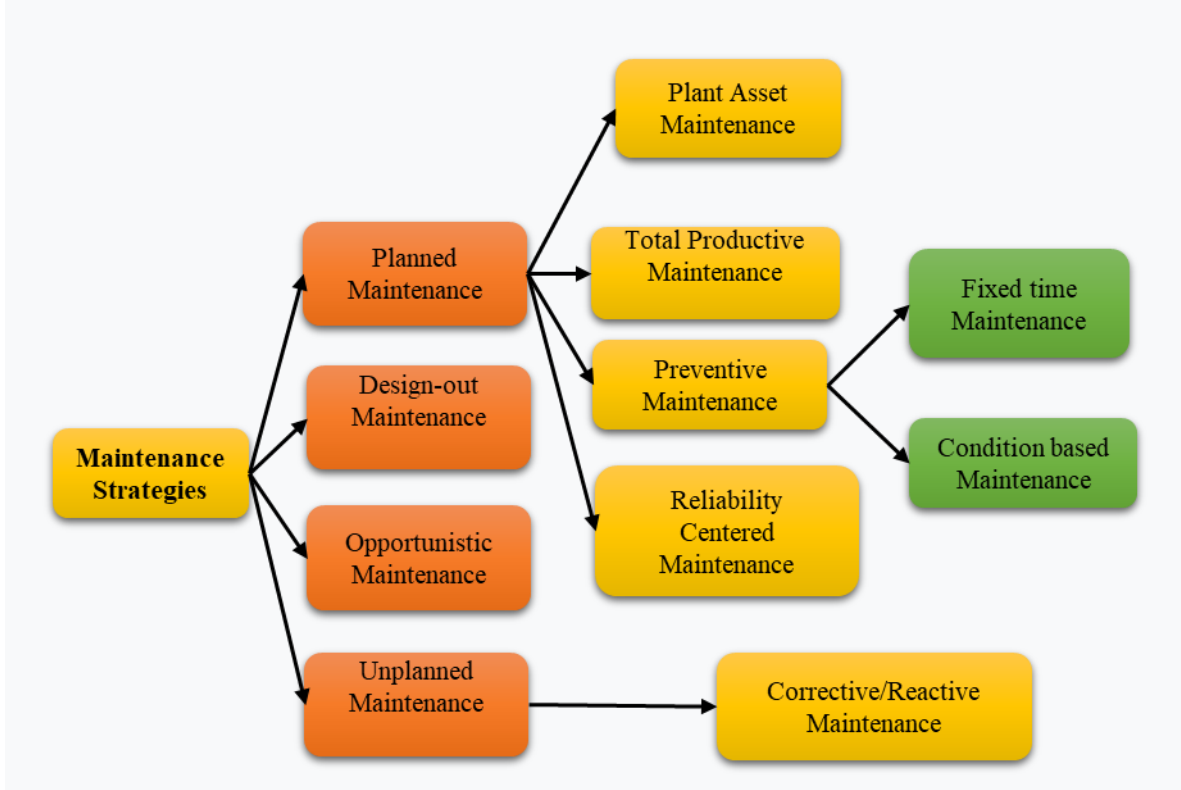 Plant Asset
Maintenance
Planned
Maintenance
Total Productive
Maintenance
Fixed time
Maintenance
Preventive
Maintenance
Design-out
Maintenance
Condition based
Maintenance
Maintenance
Strategies
Reliability
Centered
Maintenance
Opportunistic
Maintenance
Unplanned
Maintenance
Corrective/Reactive
Maintenance